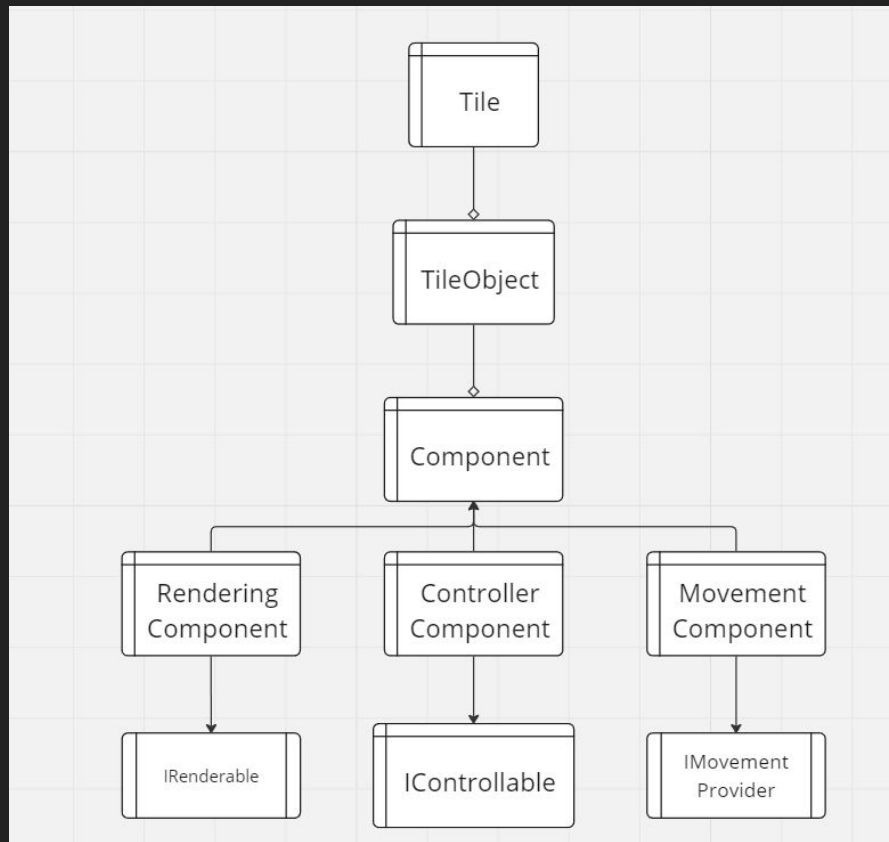 Tile
TileObject
Component
Rendering
Component
Controller
Component
Movement
Component
IRenderable
IControllable
IMovement
Provider